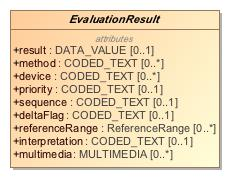 EvaluationResult
attributes
+result : DATA_VALUE [0..1]
+method : CODED_TEXT [0..*]
+device : CODED_TEXT [0..*]
+priority : CODED_TEXT [0..1]
+sequence : CODED_TEXT [0..1]
+deltaFlag : CODED_TEXT [0..1]
+referenceRange : ReferenceRange [0..*]
+interpretation : CODED_TEXT [0..1]
+multimedia: MULTIMEDIA [0..*]